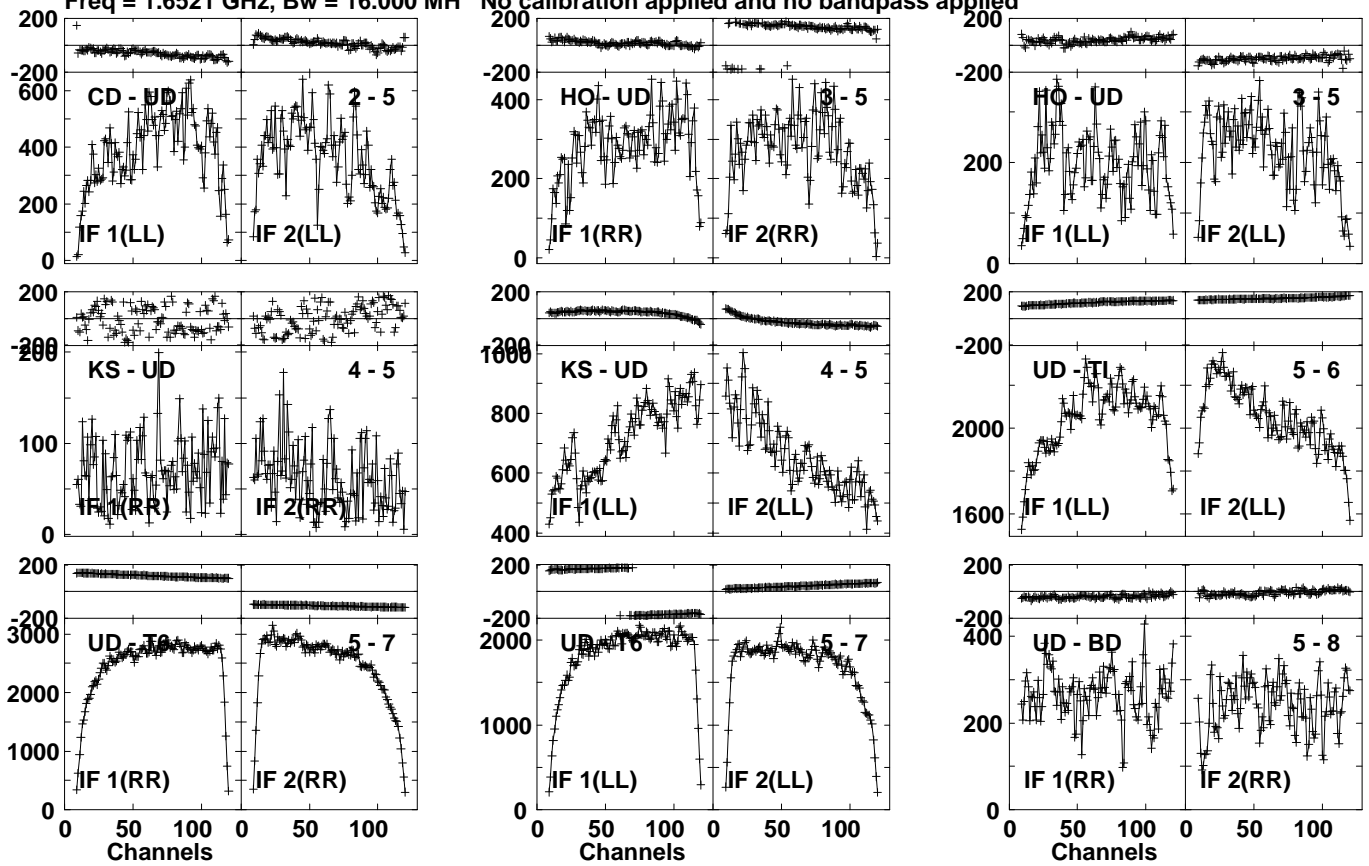 Freq = 1.6521 GHz, Bw = 16.000 MH No calibration applied and no bandpass applied
200
-200
600
400
200
0
CD - UD
2 - 5
IF 1(LL)
IF 2(LL)
200
-200
400
200
0
HO - UD
3 - 5
IF 1(RR)
IF 2(RR)
200
-200
200
0
HO - UD
3 - 5
IF 1(LL)
IF 2(LL)
200
-200
200
100
0
KS - UD
4 - 5
IF 1(RR)
IF 2(RR)
200
-200
1000
800
600
400
KS - UD
4 - 5
IF 1(LL)
IF 2(LL)
200
-200
2000
1600
UD - TI
5 - 6
IF 1(LL)
IF 2(LL)
200
-200
3000
2000
1000
0
UD - T6
5 - 7
IF 1(RR)
IF 2(RR)
0 50 100 0 50 100
Channels
200
-200
2000
1000
0
UD - T6
5 - 7
IF 1(LL)
IF 2(LL)
200
-200
400
200
0
UD - BD
5 - 8
IF 1(RR)
IF 2(RR)
0 50 100 0 50 100
Channels